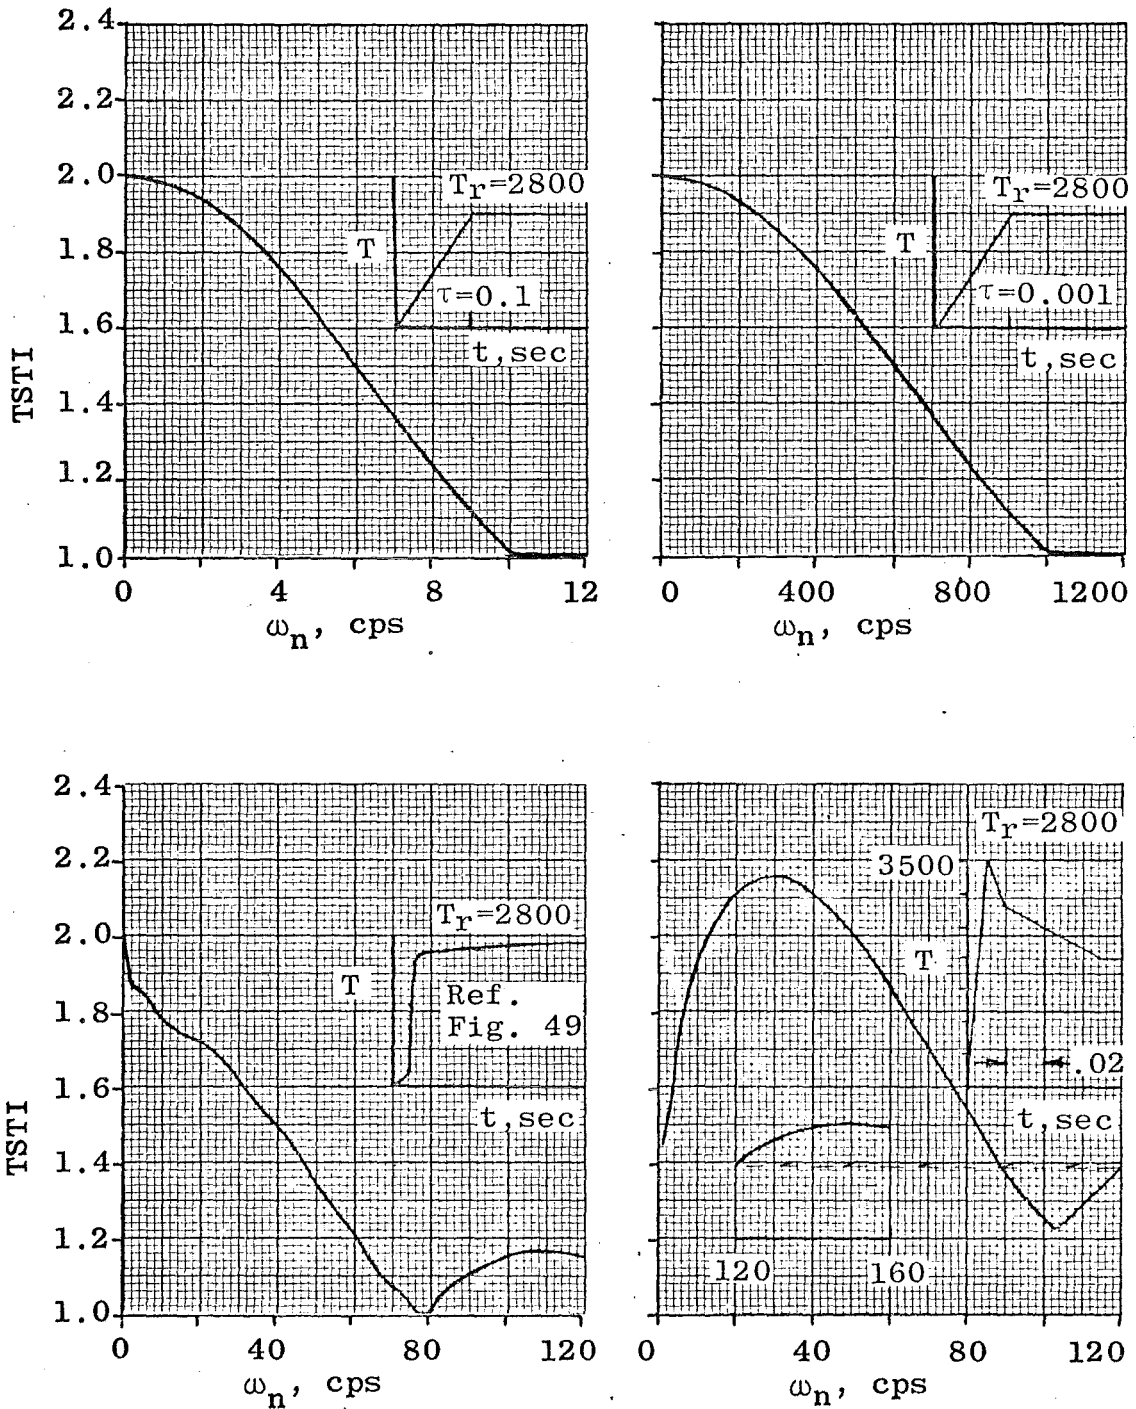 TSTI
2.4
2.2
2.0
1.8
1.6
1.4
1.2
1.0
0 4 8 12
ωn, cps
T
Tr=2800
τ=0.1
t,sec
0 400 800 1200
ωn, cps
T
Tr=2800
τ=0.001
t,sec
TSTI
2.4
2.2
2.0
1.8
1.6
1.4
1.2
1.0
0 40 80 120
ωn, cps
T
Tr=2800
Ref.
Fig. 49
t,sec
0 40 80 120
ωn, cps
Tr=2800
3500
T
.02
t,sec
120 160